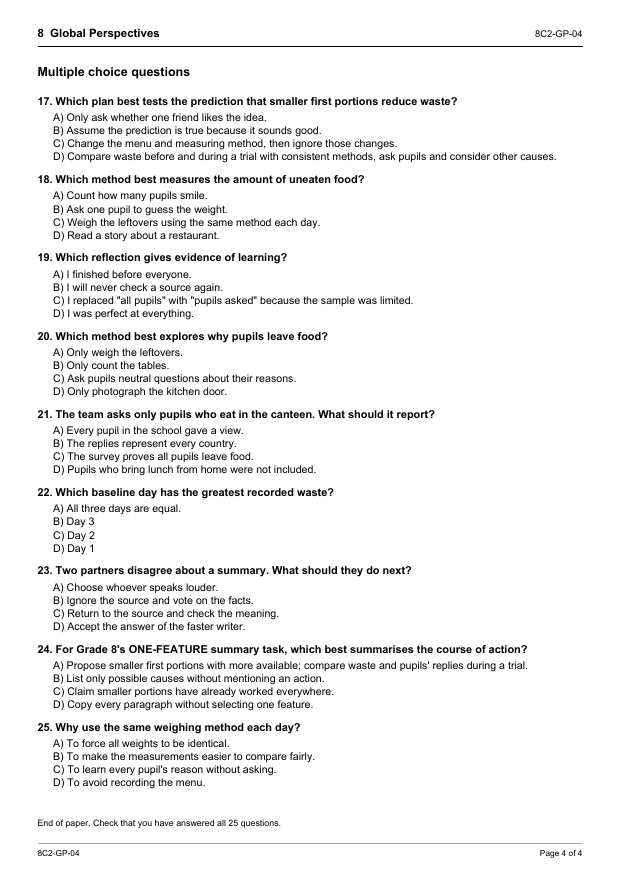 8 Global Perspectives
8C2-GP-04
Multiple choice questions
17. Which plan best tests the prediction that smaller first portions reduce waste?
A) Only ask whether one friend likes the idea.
B) Assume the prediction is true because it sounds good.
C) Change the menu and measuring method, then ignore those changes.
D) Compare waste before and during a trial with consistent methods, ask pupils and consider other causes.
18. Which method best measures the amount of uneaten food?
A) Count how many pupils smile.
B) Ask one pupil to guess the weight.
C) Weigh the leftovers using the same method each day.
D) Read a story about a restaurant.
19. Which reflection gives evidence of learning?
A) I finished before everyone.
B) I will never check a source again.
C) I replaced "all pupils" with "pupils asked" because the sample was limited.
D) I was perfect at everything.
20. Which method best explores why pupils leave food?
A) Only weigh the leftovers.
B) Only count the tables.
C) Ask pupils neutral questions about their reasons.
D) Only photograph the kitchen door.
21. The team asks only pupils who eat in the canteen. What should it report?
A) Every pupil in the school gave a view.
B) The replies represent every country.
C) The survey proves all pupils leave food.
D) Pupils who bring lunch from home were not included.
22. Which baseline day has the greatest recorded waste?
A) All three days are equal.
B) Day 3
C) Day 2
D) Day 1
23. Two partners disagree about a summary. What should they do next?
A) Choose whoever speaks louder.
B) Ignore the source and vote on the facts.
C) Return to the source and check the meaning.
D) Accept the answer of the faster writer.
24. For Grade 8's ONE-FEATURE summary task, which best summarises the course of action?
A) Propose smaller first portions with more available; compare waste and pupils' replies during a trial.
B) List only possible causes without mentioning an action.
C) Claim smaller portions have already worked everywhere.
D) Copy every paragraph without selecting one feature.
25. Why use the same weighing method each day?
A) To force all weights to be identical.
B) To make the measurements easier to compare fairly.
C) To learn every pupil's reason without asking.
D) To avoid recording the menu.
End of paper. Check that you have answered all 25 questions.
8C2-GP-04
Page 4 of 4